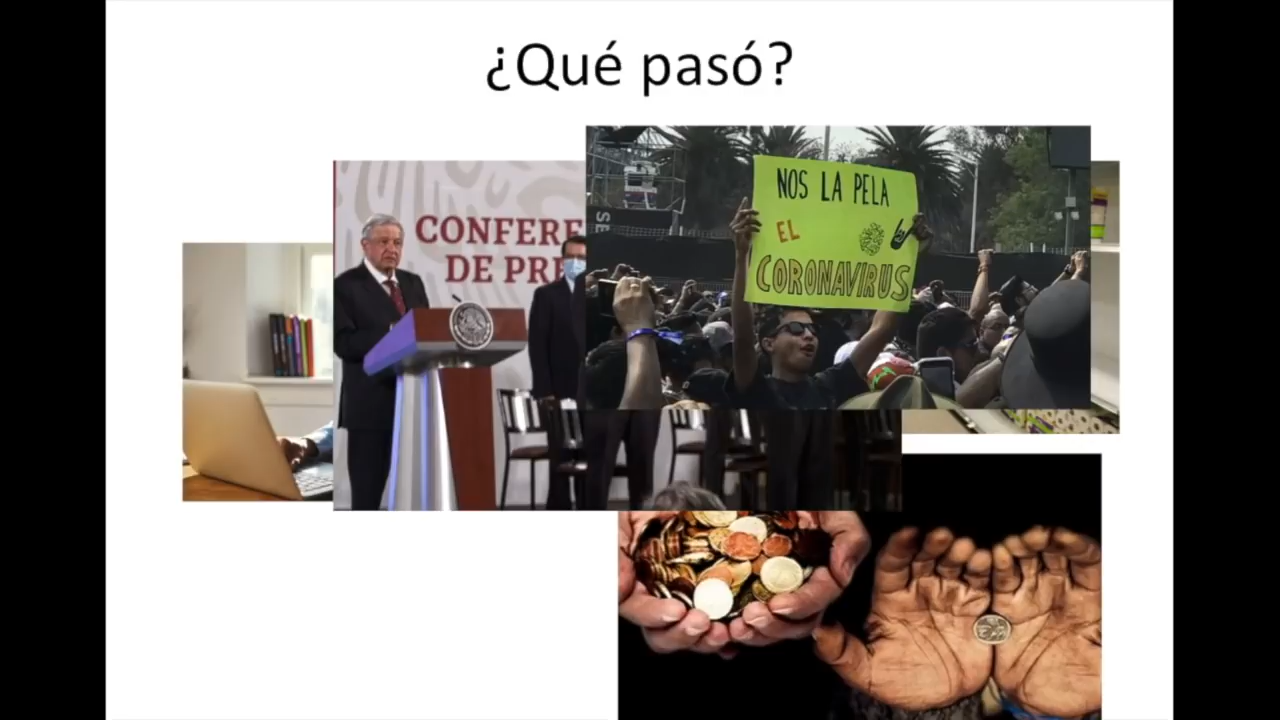 ¿Qué pasó?
CONFERE
DE PRE
NOS LA PELA
EL
CORONAVIRUS